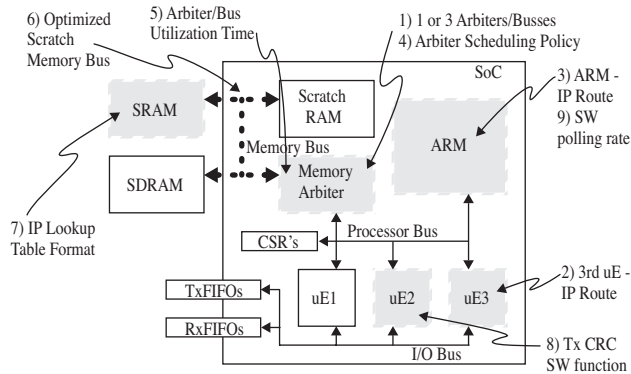 6) Optimized
Scratch
Memory Bus
5) Arbiter/Bus
Utilization Time
1) 1 or 3 Arbiters/Busses
4) Arbiter Scheduling Policy
SoC
3) ARM -
IP Route
9) SW
polling rate
SRAM
Scratch
RAM
ARM
Memory Bus
SDRAM
Memory
Arbiter
7) IP Lookup
Table Format
CSR's
Processor Bus
TxFIFOs
RxFIFOs
uE1
uE2
uE3
2) 3rd uE -
IP Route
I/O Bus
8) Tx CRC
SW function